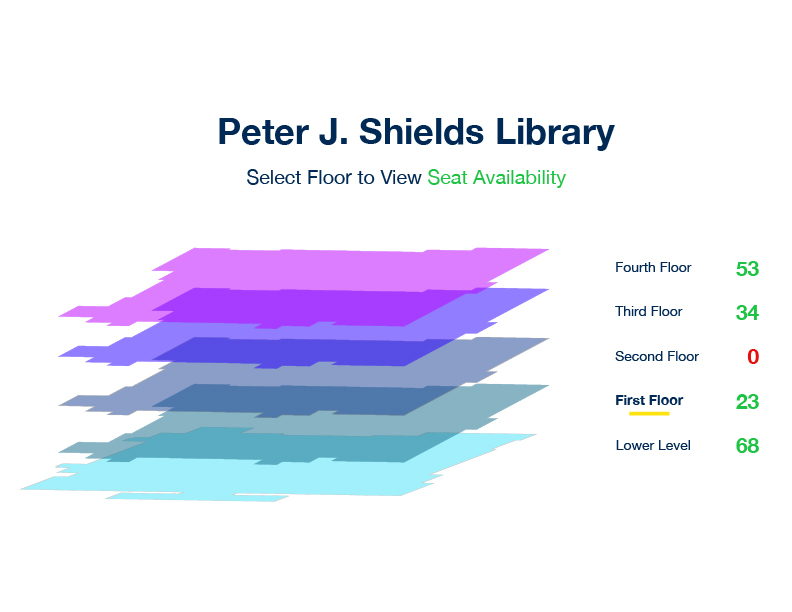 Peter J. Shields Library
Select Floor to View Seat Availability
Fourth Floor 53
Third Floor 34
Second Floor 0
First Floor 23
Lower Level 68